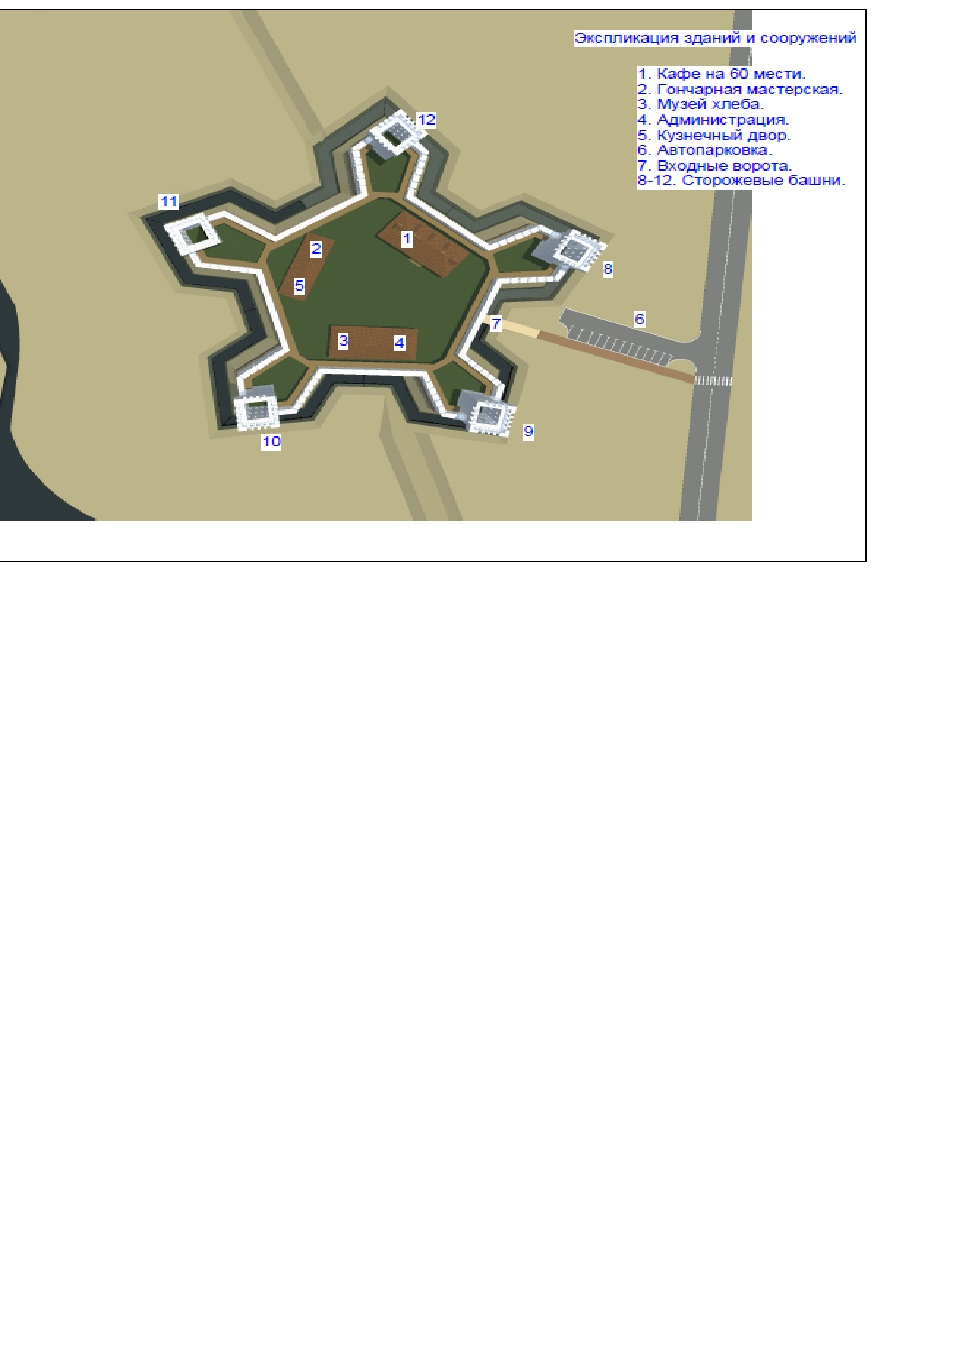 Экспликация зданий и сооружений
1. Кафе на 60 мести.
2. Гончарная мастерская.
3. Музей хлеба.
4. Администрация.
5. Кузнечный двор.
6. Автопарковка.
7. Входные ворота.
8-12. Сторожевые башни.
12
11
1
2
8
5
6
7
3
4
9
10